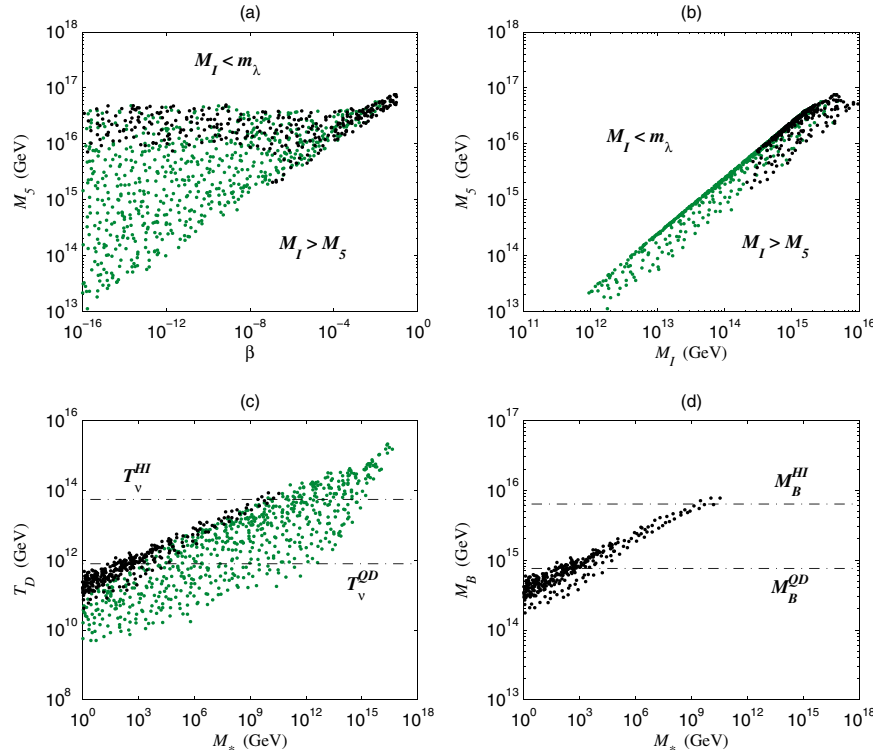 (a)
10^18
10^17
10^16
10^15
10^14
10^13
M_5 (GeV)
M_I < m_λ
M_I > M_5
10^−16 10^−12 10^−8 10^−4 10^0
β
(b)
10^18
10^17
10^16
10^15
10^14
10^13
M_5 (GeV)
M_I < m_λ
M_I > M_5
10^11 10^12 10^13 10^14 10^15 10^16
M_I (GeV)
(c)
10^16
10^14
10^12
10^10
10^8
T_D (GeV)
T_ν^HI
T_ν^QD
10^0 10^3 10^6 10^9 10^12 10^15 10^18
M_* (GeV)
(d)
10^17
10^16
10^15
10^14
10^13
M_B (GeV)
M_B^HI
M_B^QD
10^0 10^3 10^6 10^9 10^12 10^15 10^18
M_* (GeV)